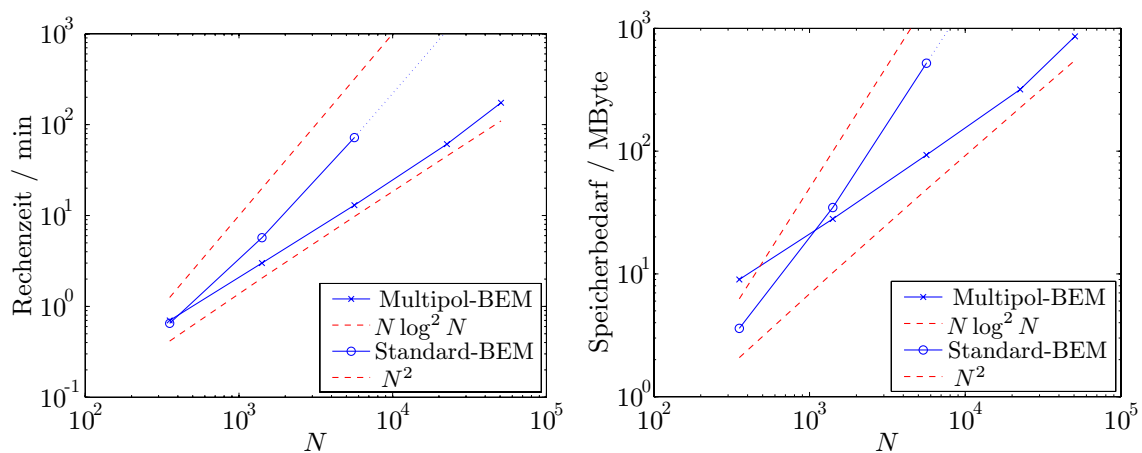 Rechenzeit / min
10^3
10^2
10^1
10^0
10^-1
10^2
10^3
10^4
10^5
N
Multipol-BEM
N log^2 N
Standard-BEM
N^2
Speicherbedarf / MByte
10^3
10^2
10^1
10^0
10^2
10^3
10^4
10^5
N
Multipol-BEM
N log^2 N
Standard-BEM
N^2